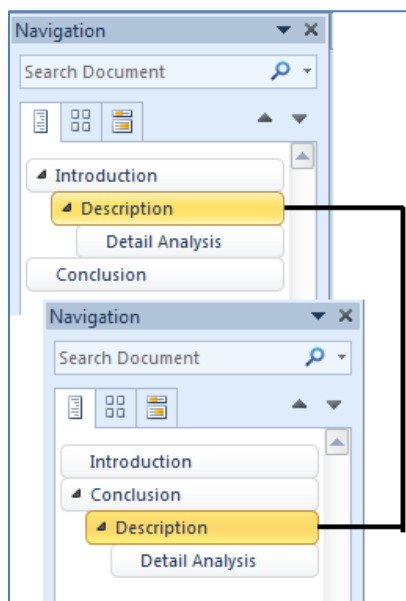 Navigation
Search Document
Introduction
Description
Detail Analysis
Conclusion
Navigation
Search Document
Introduction
Conclusion
Description
Detail Analysis